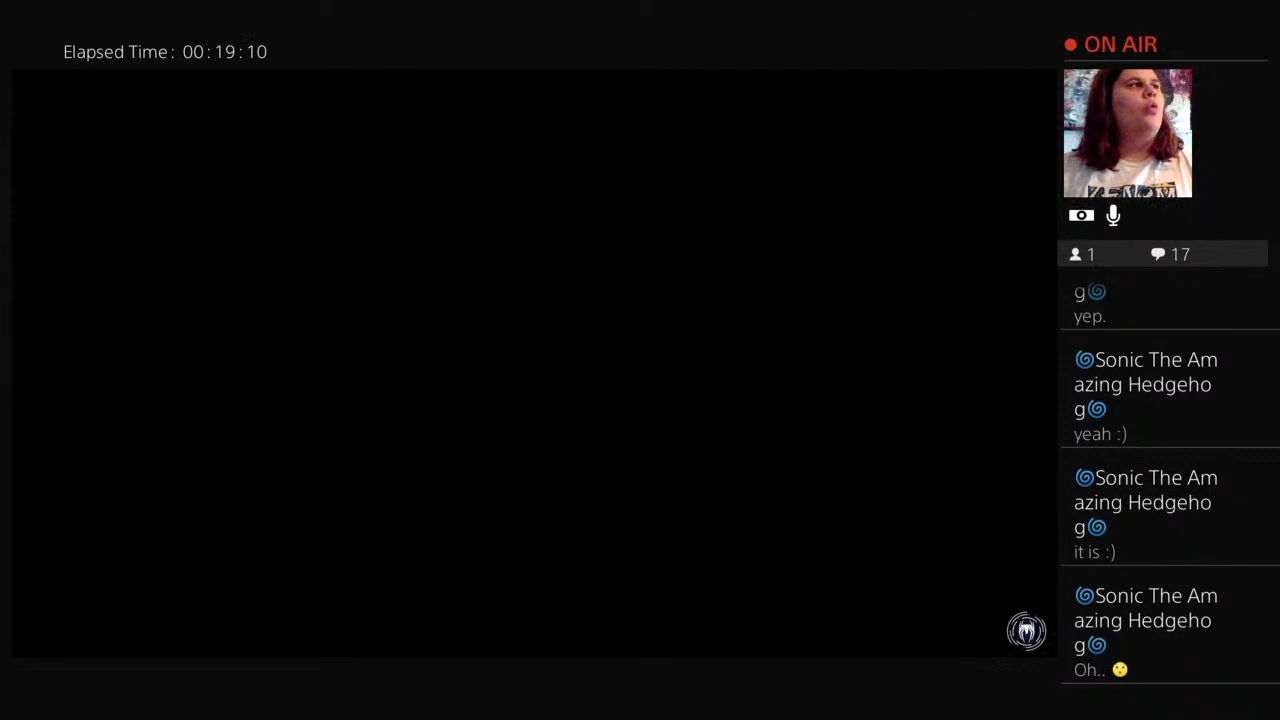 Elapsed Time: 00:19:10
ON AIR
1 17
g🌀
yep.
🌀Sonic The Am
azing Hedgeho
g🌀
yeah :)
🌀Sonic The Am
azing Hedgeho
g🌀
it is :)
🌀Sonic The Am
azing Hedgeho
g🌀
Oh.. 😯